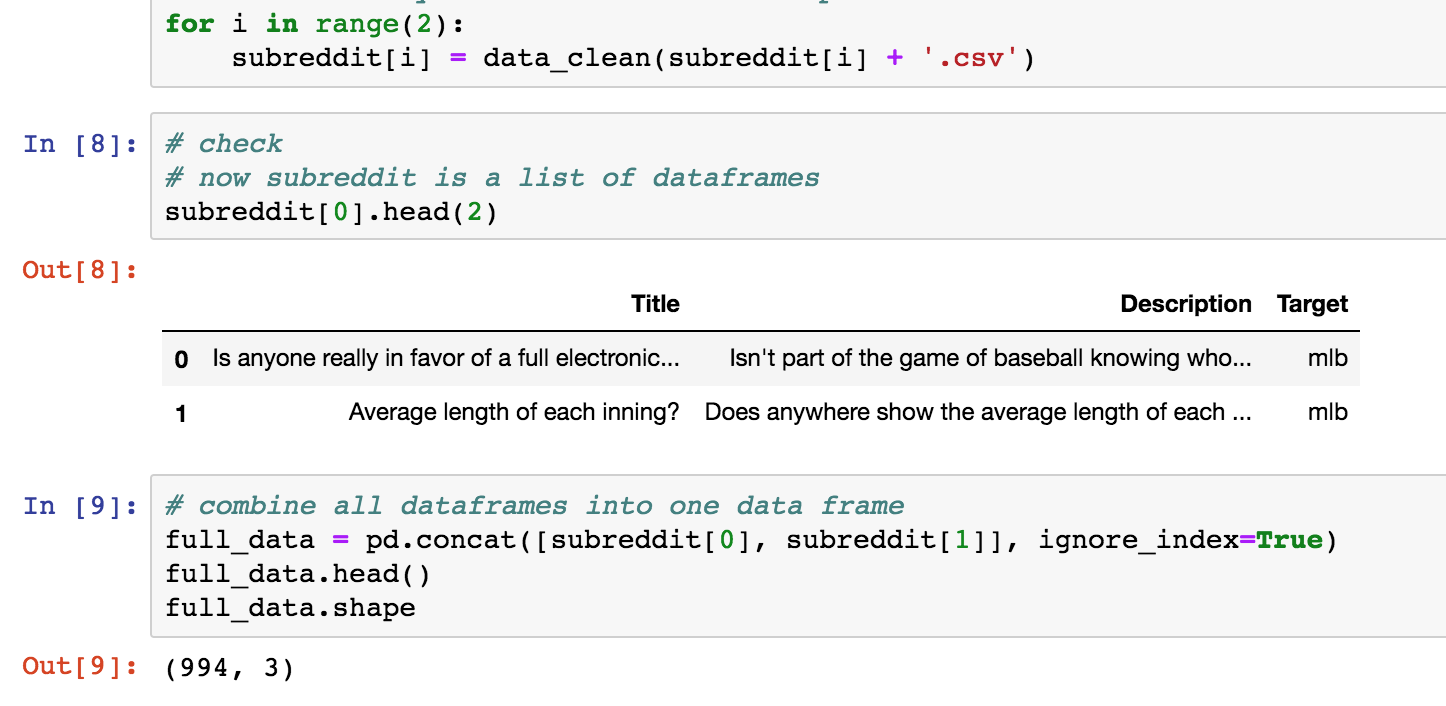 for i in range(2):
    subreddit[i] = data_clean(subreddit[i] + '.csv')
In [8]:
# check
# now subreddit is a list of dataframes
subreddit[0].head(2)
Out[8]:
Title Description Target
0 Is anyone really in favor of a full electronic... Isn't part of the game of baseball knowing who... mlb
1 Average length of each inning? Does anywhere show the average length of each ... mlb
In [9]:
# combine all dataframes into one data frame
full_data = pd.concat([subreddit[0], subreddit[1]], ignore_index=True)
full_data.head()
full_data.shape
Out[9]: (994, 3)